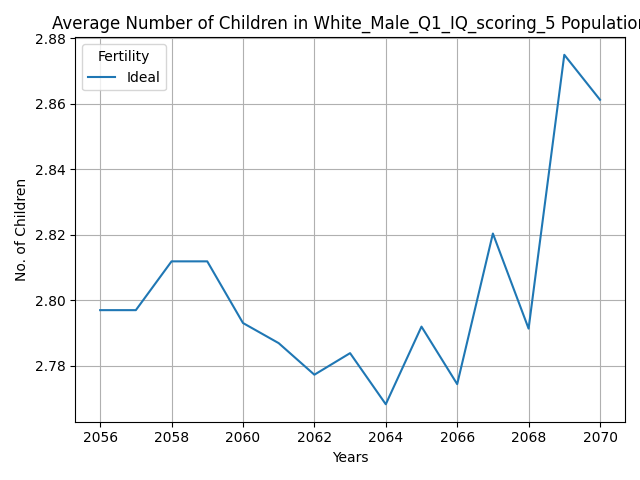 Average Number of Children in White_Male_Q1_IQ_scoring_5 Population
Fertility
Ideal
2.88
2.86
2.84
2.82
2.80
2.78
No. of Children
2056 2058 2060 2062 2064 2066 2068 2070
Years